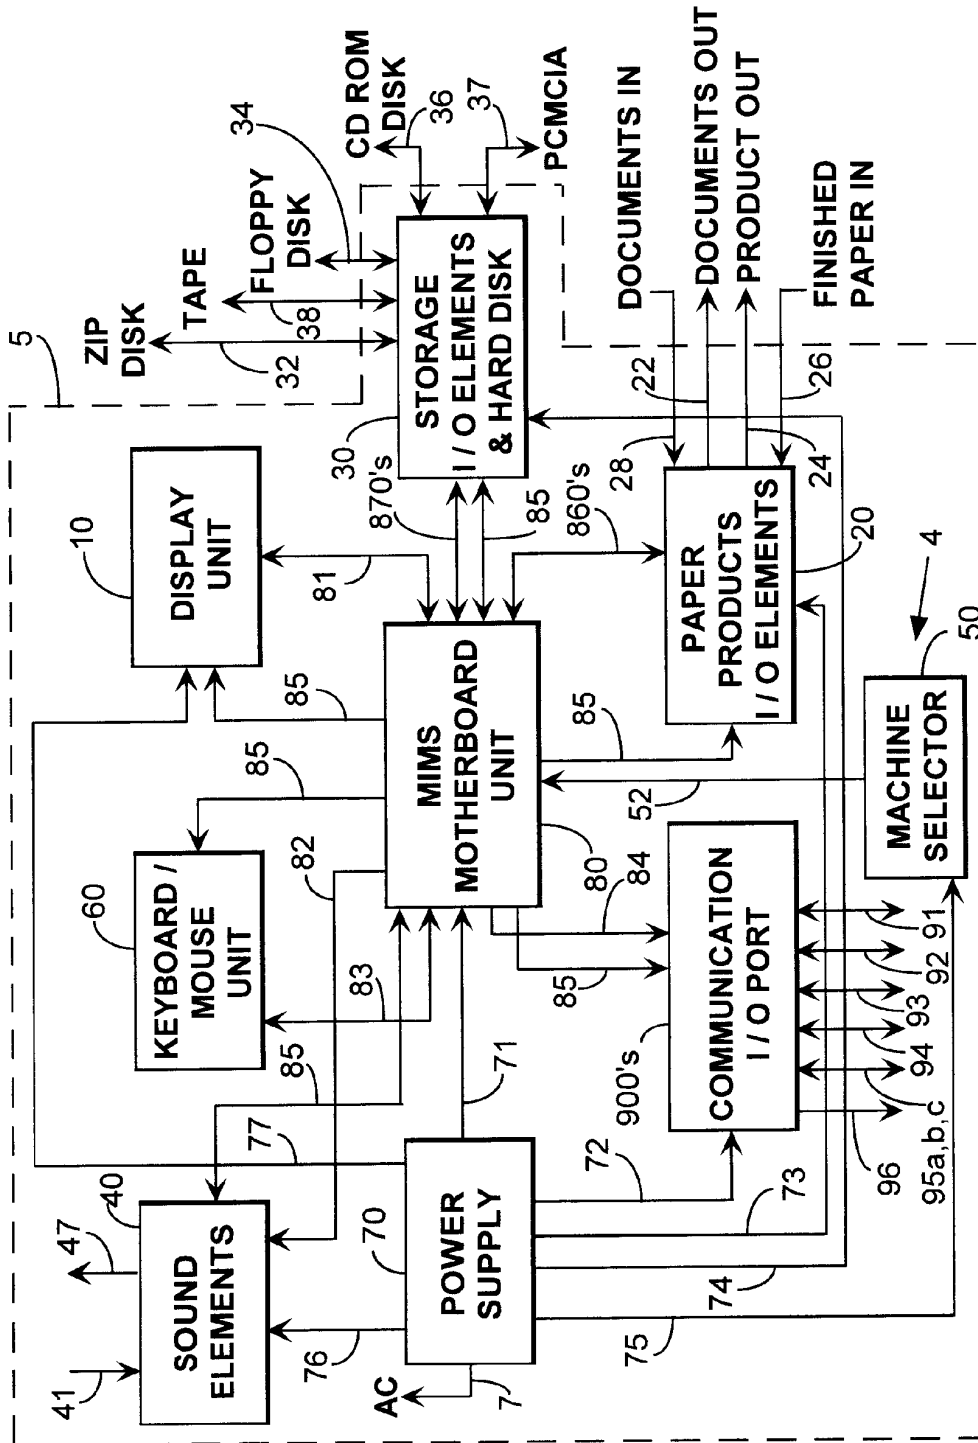 5
ZIP
DISK
TAPE
FLOPPY
DISK
34
CD ROM
DISK
36
37
PCMCIA
32
38
10
DISPLAY
UNIT
81
30
STORAGE
I / O ELEMENTS
& HARD DISK
870's
85
860's
DOCUMENTS IN
DOCUMENTS OUT
PRODUCT OUT
FINISHED
PAPER IN
28
22
24
26
60
KEYBOARD /
MOUSE
UNIT
85
85
82
83
MIMS
MOTHERBOARD
UNIT
80
84
85
85
52
PAPER
PRODUCTS
I / O ELEMENTS
20
4
50
MACHINE
SELECTOR
41
47
40
SOUND
ELEMENTS
77
85
76
70
POWER
SUPPLY
71
AC
7
72
73
74
75
900's
COMMUNICATION
I / O PORT
96
95a,b,c
94
93
92
91